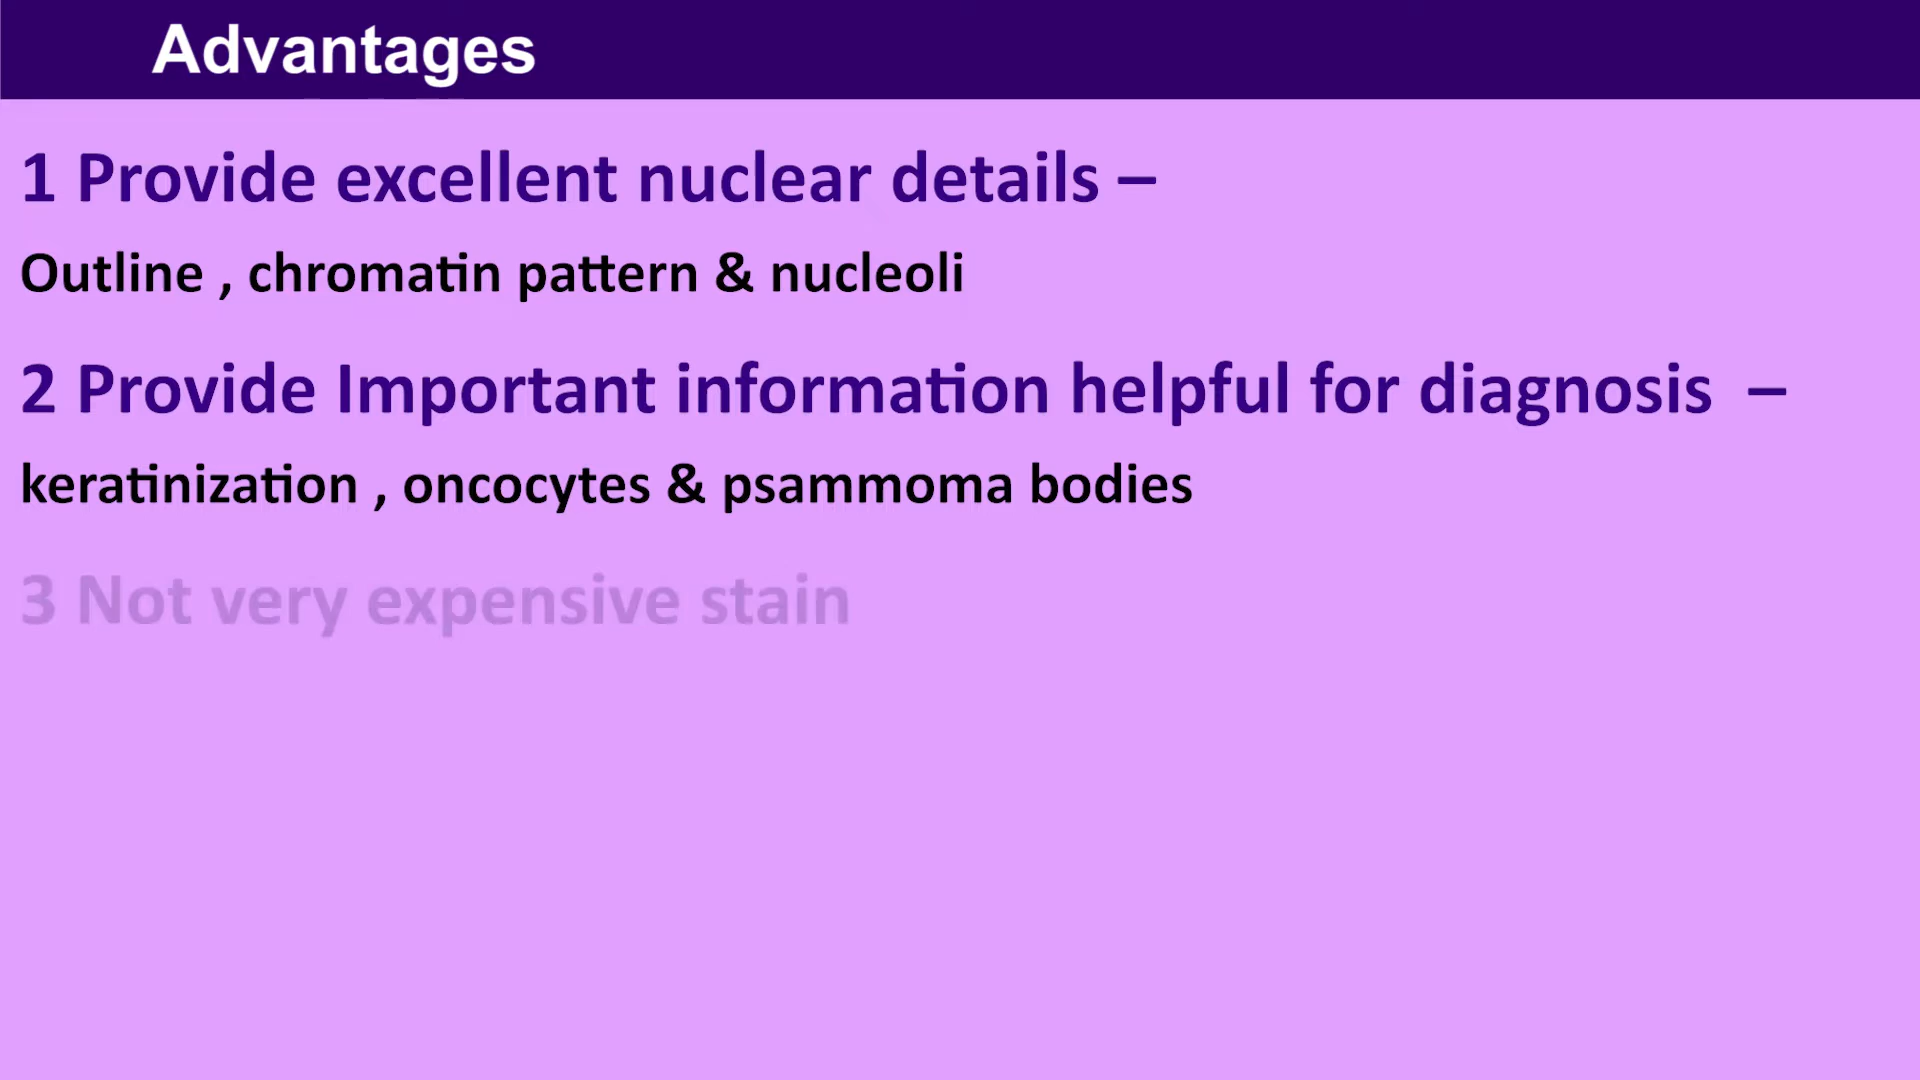 Advantages
1 Provide excellent nuclear details –
Outline , chromatin pattern & nucleoli
2 Provide Important information helpful for diagnosis –
keratinization , oncocytes & psammoma bodies
3 Not very expensive stain